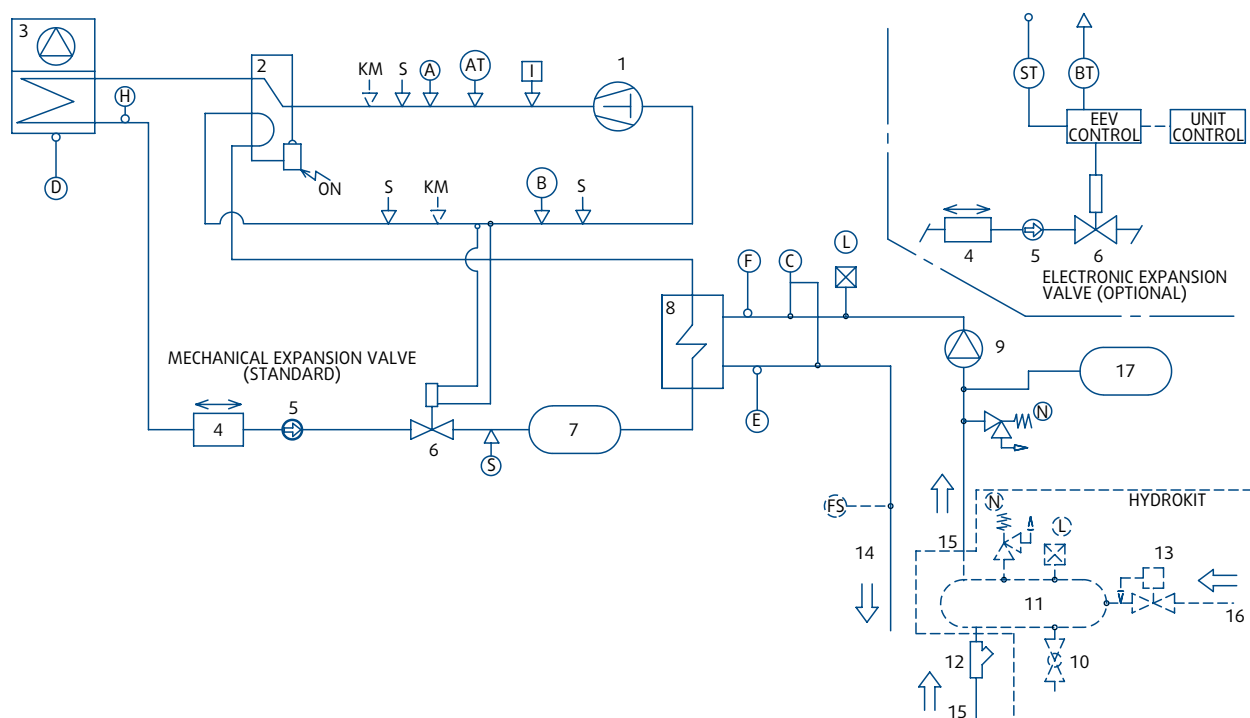 3
2
H
D
KM
S
A
AT
I
1
ON
S
KM
B
S
ST
BT
EEV
CONTROL
UNIT
CONTROL
4
5
6
ELECTRONIC EXPANSION
VALVE (OPTIONAL)
MECHANICAL EXPANSION VALVE
(STANDARD)
4
5
6
S
7
8
F
C
L
E
9
17
N
FS
14
HYDROKIT
N
L
15
13
11
16
12
10
15